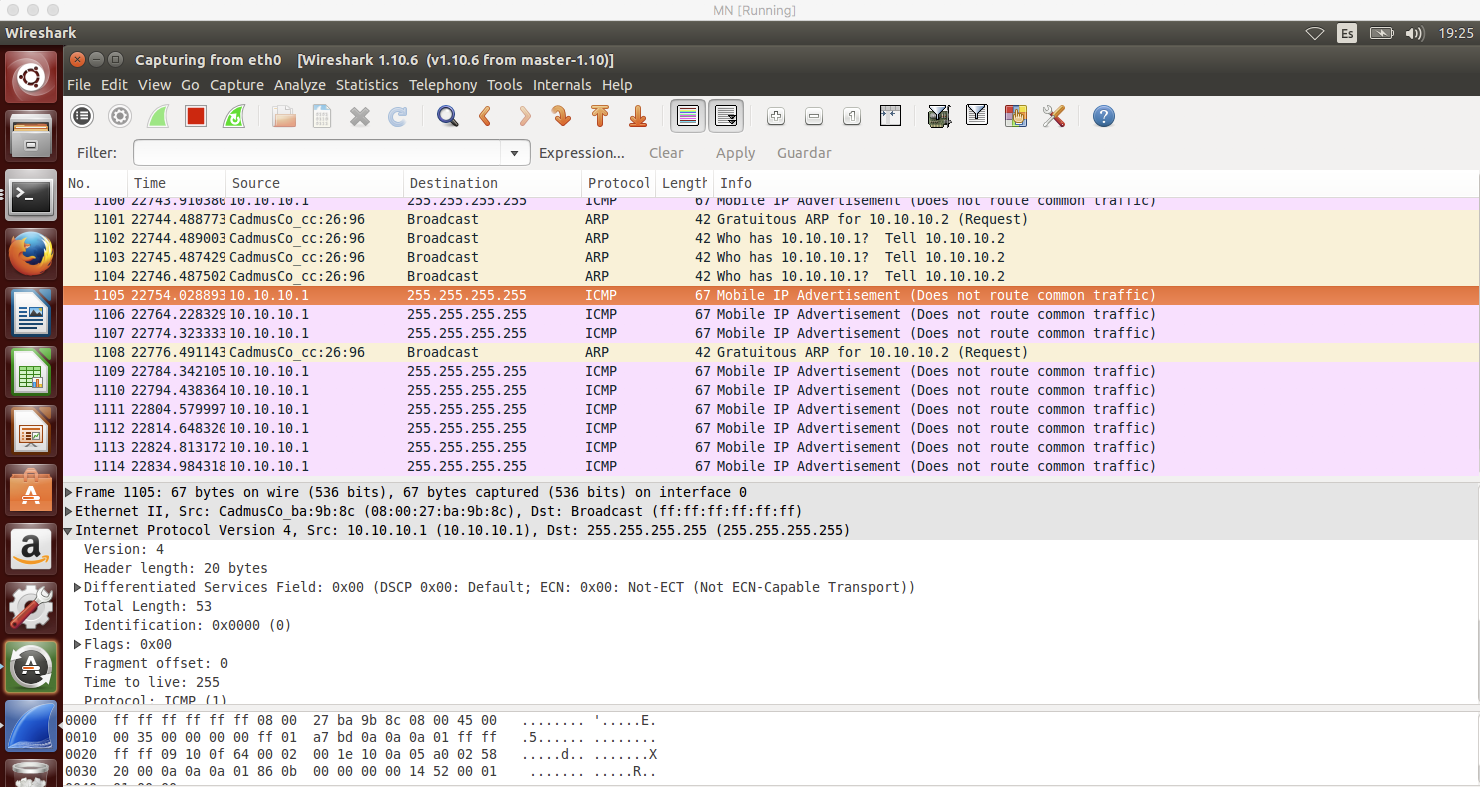 MN [Running]
Wireshark Es 19:25
Capturing from eth0 [Wireshark 1.10.6 (v1.10.6 from master-1.10)]
File Edit View Go Capture Analyze Statistics Telephony Tools Internals Help
Filter: Expression... Clear Apply Guardar
No. Time Source Destination Protocol Length Info
1100 22743.910380 10.10.10.1 255.255.255.255 ICMP 67 Mobile IP Advertisement (Does not route common traffic)
1101 22744.488773 CadmusCo_cc:26:96 Broadcast ARP 42 Gratuitous ARP for 10.10.10.2 (Request)
1102 22744.489003 CadmusCo_cc:26:96 Broadcast ARP 42 Who has 10.10.10.1? Tell 10.10.10.2
1103 22745.487429 CadmusCo_cc:26:96 Broadcast ARP 42 Who has 10.10.10.1? Tell 10.10.10.2
1104 22746.487502 CadmusCo_cc:26:96 Broadcast ARP 42 Who has 10.10.10.1? Tell 10.10.10.2
1105 22754.028893 10.10.10.1 255.255.255.255 ICMP 67 Mobile IP Advertisement (Does not route common traffic)
1106 22764.228329 10.10.10.1 255.255.255.255 ICMP 67 Mobile IP Advertisement (Does not route common traffic)
1107 22774.323333 10.10.10.1 255.255.255.255 ICMP 67 Mobile IP Advertisement (Does not route common traffic)
1108 22776.491143 CadmusCo_cc:26:96 Broadcast ARP 42 Gratuitous ARP for 10.10.10.2 (Request)
1109 22784.342105 10.10.10.1 255.255.255.255 ICMP 67 Mobile IP Advertisement (Does not route common traffic)
1110 22794.438364 10.10.10.1 255.255.255.255 ICMP 67 Mobile IP Advertisement (Does not route common traffic)
1111 22804.579997 10.10.10.1 255.255.255.255 ICMP 67 Mobile IP Advertisement (Does not route common traffic)
1112 22814.648320 10.10.10.1 255.255.255.255 ICMP 67 Mobile IP Advertisement (Does not route common traffic)
1113 22824.813172 10.10.10.1 255.255.255.255 ICMP 67 Mobile IP Advertisement (Does not route common traffic)
1114 22834.984318 10.10.10.1 255.255.255.255 ICMP 67 Mobile IP Advertisement (Does not route common traffic)
Frame 1105: 67 bytes on wire (536 bits), 67 bytes captured (536 bits) on interface 0
Ethernet II, Src: CadmusCo_ba:9b:8c (08:00:27:ba:9b:8c), Dst: Broadcast (ff:ff:ff:ff:ff:ff)
Internet Protocol Version 4, Src: 10.10.10.1 (10.10.10.1), Dst: 255.255.255.255 (255.255.255.255)
Version: 4
Header length: 20 bytes
Differentiated Services Field: 0x00 (DSCP 0x00: Default; ECN: 0x00: Not-ECT (Not ECN-Capable Transport))
Total Length: 53
Identification: 0x0000 (0)
Flags: 0x00
Fragment offset: 0
Time to live: 255
Protocol: ICMP (1)
0000 ff ff ff ff ff ff 08 00 27 ba 9b 8c 08 00 45 00 ........ '.....E.
0010 00 35 00 00 00 00 ff 01 a7 bd 0a 0a 0a 01 ff ff .5...... ........
0020 ff ff 09 10 0f 64 00 02 00 1e 10 0a 05 a0 02 58 .....d.. .......X
0030 20 00 0a 0a 0a 01 86 0b 00 00 00 00 14 52 00 01 ....... .....R..